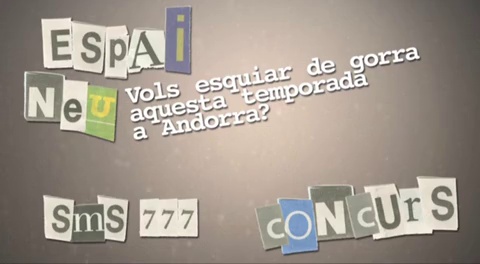 ESPAi
NeU
Vols esquiar de gorra
aquesta temporada
a Andorra?
SmS 777
CONcUrS